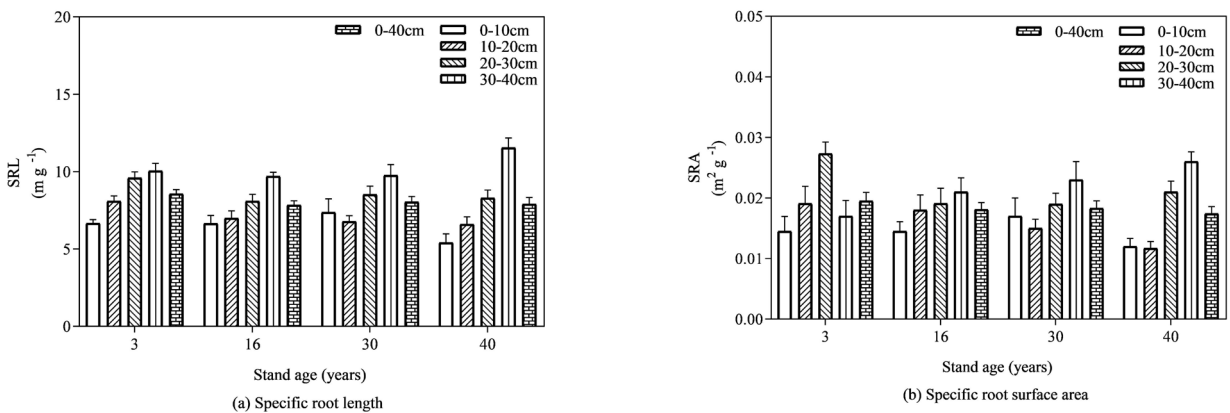 20
15
10
5
0
SRL
(m g -1)
0-40cm
0-10cm
10-20cm
20-30cm
30-40cm
3
16
30
40
Stand age (years)
(a) Specific root length
0.05
0.04
0.03
0.02
0.01
0.00
SRA
(m2 g -1)
0-40cm
0-10cm
10-20cm
20-30cm
30-40cm
3
16
30
40
Stand age (years)
(b) Specific root surface area